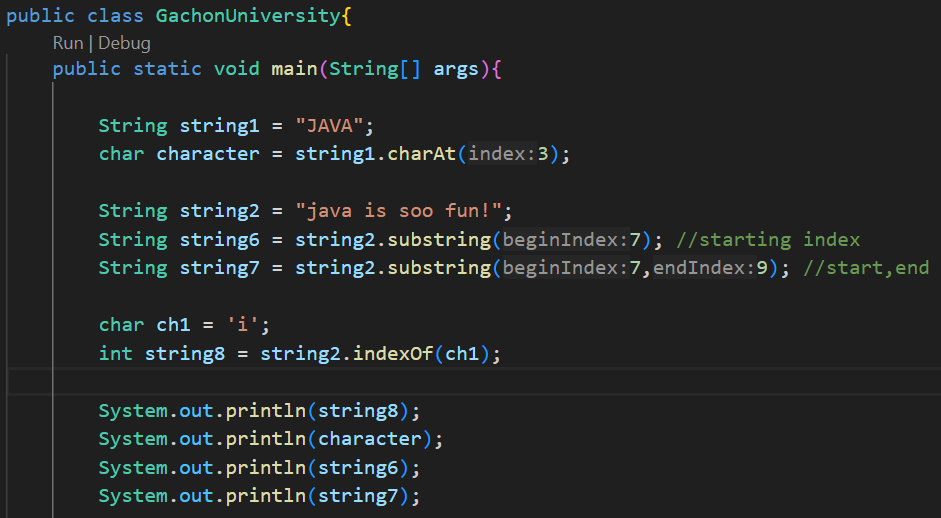 public class GachonUniversity{
Run | Debug
public static void main(String[] args){
String string1 = "JAVA";
char character = string1.charAt(index:3);
String string2 = "java is soo fun!";
String string6 = string2.substring(beginIndex:7); //starting index
String string7 = string2.substring(beginIndex:7,endIndex:9); //start,end
char ch1 = 'i';
int string8 = string2.indexOf(ch1);
System.out.println(string8);
System.out.println(character);
System.out.println(string6);
System.out.println(string7);